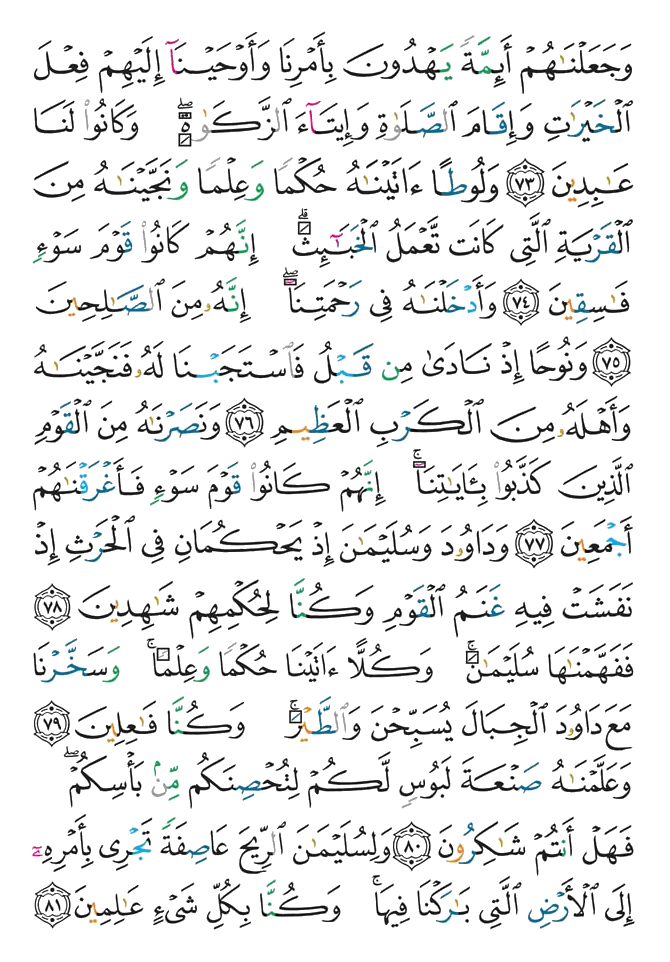 وَجَعَلْنَٰهُمْ أَئِمَّةً يَهْدُونَ بِأَمْرِنَا وَأَوْحَيْنَآ إِلَيْهِمْ فِعْلَ
ٱلْخَيْرَٰتِ وَإِقَامَ ٱلصَّلَوٰةِ وَإِيتَآءَ ٱلزَّكَوٰةِۖ وَكَانُوا۟ لَنَا
عَٰبِدِينَ ٧٣ وَلُوطًا ءَاتَيْنَٰهُ حُكْمًا وَعِلْمًا وَنَجَّيْنَٰهُ مِنَ
ٱلْقَرْيَةِ ٱلَّتِى كَانَت تَّعْمَلُ ٱلْخَبَٰٓئِثَۗ إِنَّهُمْ كَانُوا۟ قَوْمَ سَوْءٍ
فَٰسِقِينَ ٧٤ وَأَدْخَلْنَٰهُ فِى رَحْمَتِنَآۖ إِنَّهُۥ مِنَ ٱلصَّٰلِحِينَ
٧٥ وَنُوحًا إِذْ نَادَىٰ مِن قَبْلُ فَٱسْتَجَبْنَا لَهُۥ فَنَجَّيْنَٰهُ
وَأَهْلَهُۥ مِنَ ٱلْكَرْبِ ٱلْعَظِيمِ ٧٦ وَنَصَرْنَٰهُ مِنَ ٱلْقَوْمِ
ٱلَّذِينَ كَذَّبُوا۟ بِـَٔايَٰتِنَآۚ إِنَّهُمْ كَانُوا۟ قَوْمَ سَوْءٍ فَأَغْرَقْنَٰهُمْ
أَجْمَعِينَ ٧٧ وَدَاوُۥدَ وَسُلَيْمَٰنَ إِذْ يَحْكُمَانِ فِى ٱلْحَرْثِ إِذْ
نَفَشَتْ فِيهِ غَنَمُ ٱلْقَوْمِ وَكُنَّا لِحُكْمِهِمْ شَٰهِدِينَ ٧٨
فَفَهَّمْنَٰهَا سُلَيْمَٰنَۚ وَكُلًّا ءَاتَيْنَا حُكْمًا وَعِلْمًاۚ وَسَخَّرْنَا
مَعَ دَاوُۥدَ ٱلْجِبَالَ يُسَبِّحْنَ وَٱلطَّيْرَۚ وَكُنَّا فَٰعِلِينَ ٧٩
وَعَلَّمْنَٰهُ صَنْعَةَ لَبُوسٍ لَّكُمْ لِتُحْصِنَكُم مِّنۢ بَأْسِكُمْۖ
فَهَلْ أَنتُمْ شَٰكِرُونَ ٨٠ وَلِسُلَيْمَٰنَ ٱلرِّيحَ عَاصِفَةً تَجْرِى بِأَمْرِهِۦٓ
إِلَى ٱلْأَرْضِ ٱلَّتِى بَٰرَكْنَا فِيهَاۚ وَكُنَّا بِكُلِّ شَىْءٍ عَٰلِمِينَ ٨١